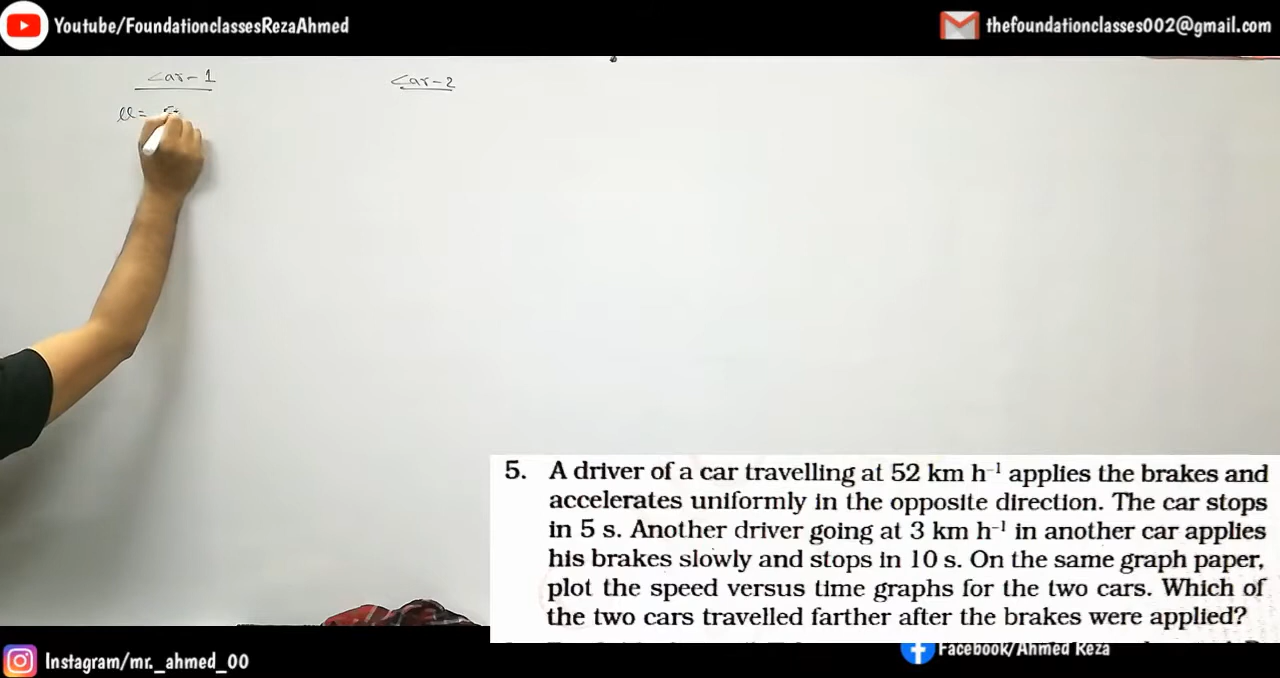 Youtube/FoundationclassesRezaAhmed
thefoundationclasses002@gmail.com
Car-1
Car-2
u=
5. A driver of a car travelling at 52 km h⁻¹ applies the brakes and
accelerates uniformly in the opposite direction. The car stops
in 5 s. Another driver going at 3 km h⁻¹ in another car applies
his brakes slowly and stops in 10 s. On the same graph paper,
plot the speed versus time graphs for the two cars. Which of
the two cars travelled farther after the brakes were applied?
Instagram/mr._ahmed_00
Facebook/Ahmed Reza